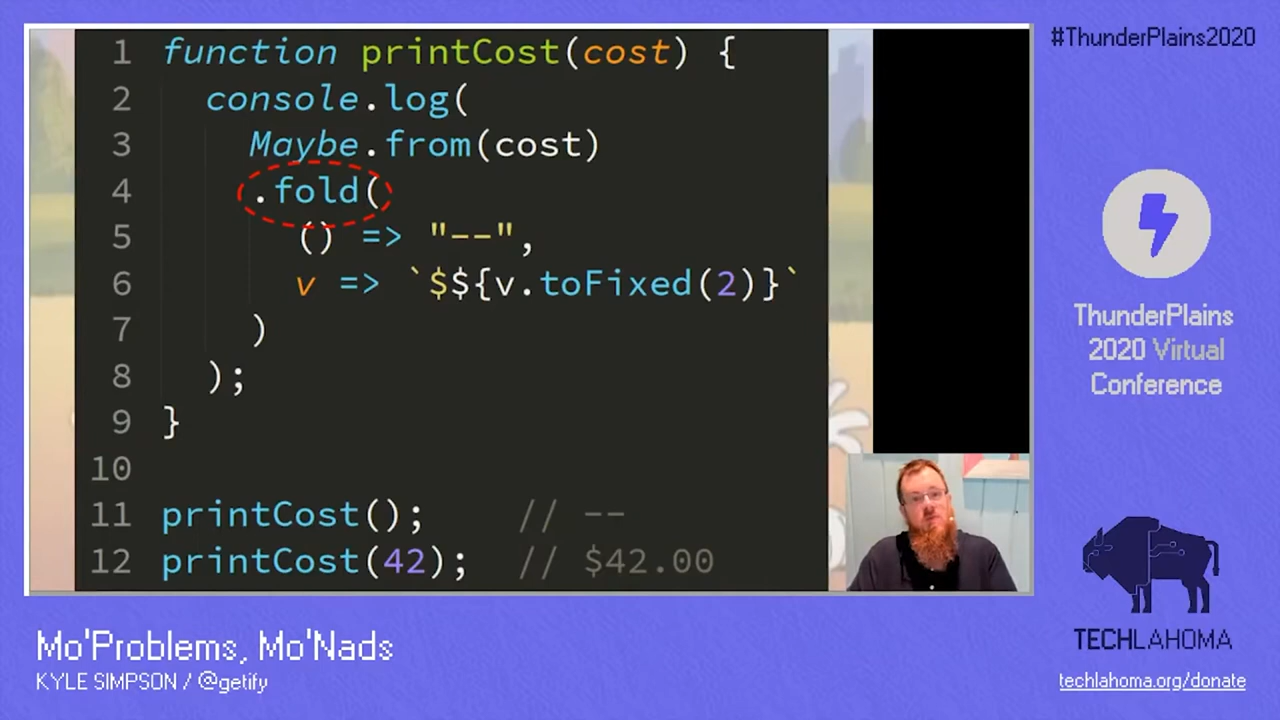 #ThunderPlains2020
1 function printCost(cost) {
2 console.log(
3 Maybe.from(cost)
4 .fold(
5 () => "--",
6 v => `$${v.toFixed(2)}`
7 )
8 );
9 }
10
11 printCost(); // --
12 printCost(42); // $42.00
ThunderPlains
2020 Virtual
Conference
TECHLAHOMA
techlahoma.org/donate
Mo'Problems, Mo'Nads
KYLE SIMPSON / @getify